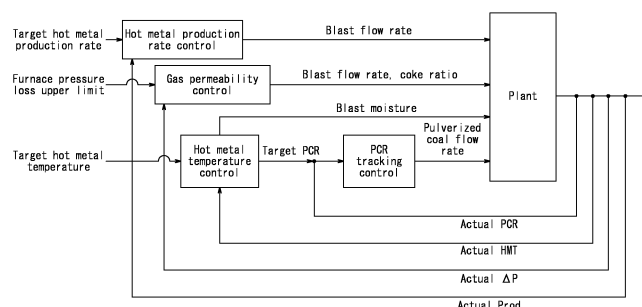 Target hot metal
production rate
Hot metal production
rate control
Blast flow rate
Furnace pressure
loss upper limit
Gas permeability
control
Blast flow rate, coke ratio
Plant
Blast moisture
Target hot metal
temperature
Hot metal
temperature
control
Target PCR
PCR
tracking
control
Pulverized
coal flow
rate
Actual PCR
Actual HMT
Actual ΔP
Actual Prod